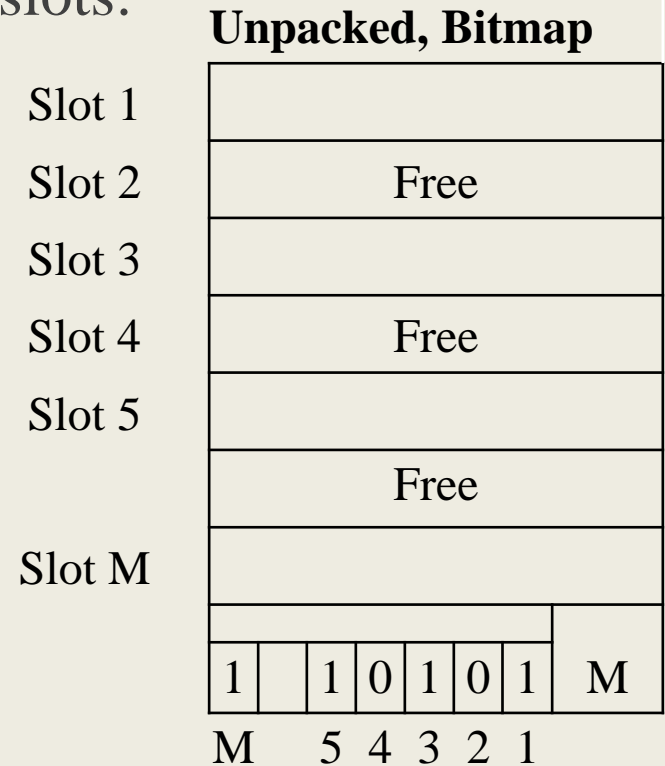 slots:
Unpacked, Bitmap
Slot 1
Slot 2 Free
Slot 3
Slot 4 Free
Slot 5
Free
Slot M
1 1 0 1 0 1 M
M 5 4 3 2 1